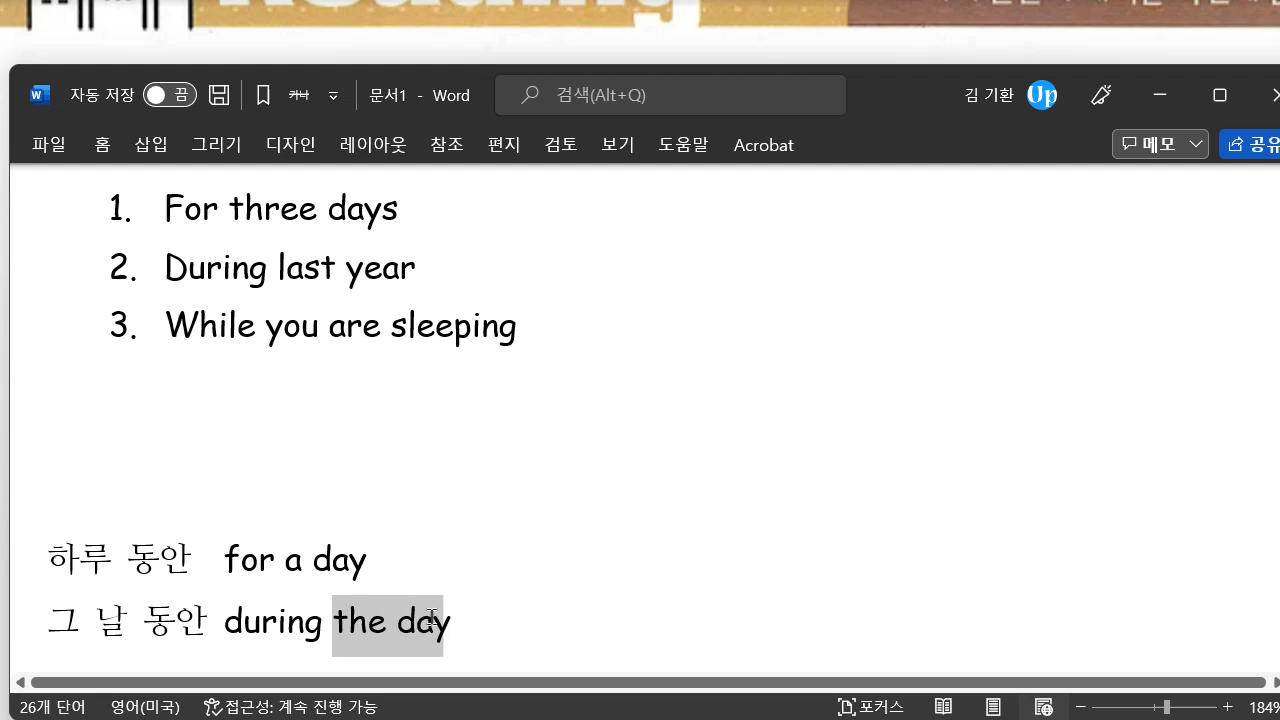 Reading
자동 저장 끔 가나 문서1 - Word 검색(Alt+Q) 김 기환 Up
파일 홈 삽입 그리기 디자인 레이아웃 참조 편지 검토 보기 도움말 Acrobat 메모 공유
1. For three days
2. During last year
3. While you are sleeping
하루 동안 for a day
그 날 동안 during the day
26개 단어 영어(미국) 접근성: 계속 진행 가능 포커스 184%